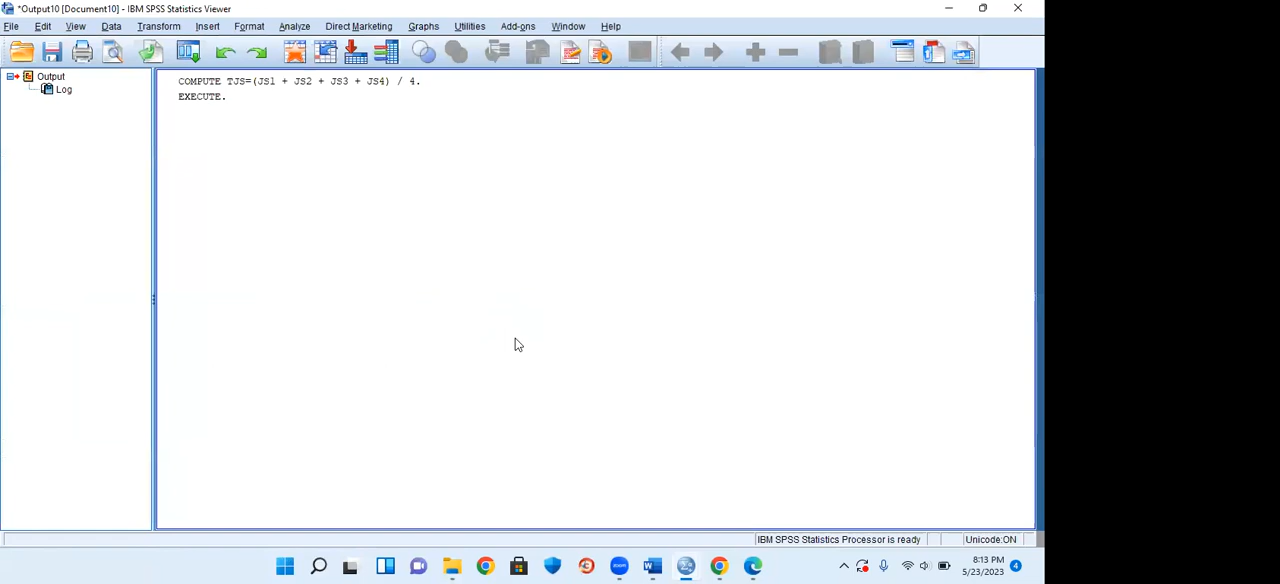 *Output10 [Document10] - IBM SPSS Statistics Viewer
File Edit View Data Transform Insert Format Analyze Direct Marketing Graphs Utilities Add-ons Window Help
Output
Log
COMPUTE TJS=(JS1 + JS2 + JS3 + JS4) / 4.
EXECUTE.
IBM SPSS Statistics Processor is ready Unicode:ON
zoom
8:13 PM
5/23/2023
4